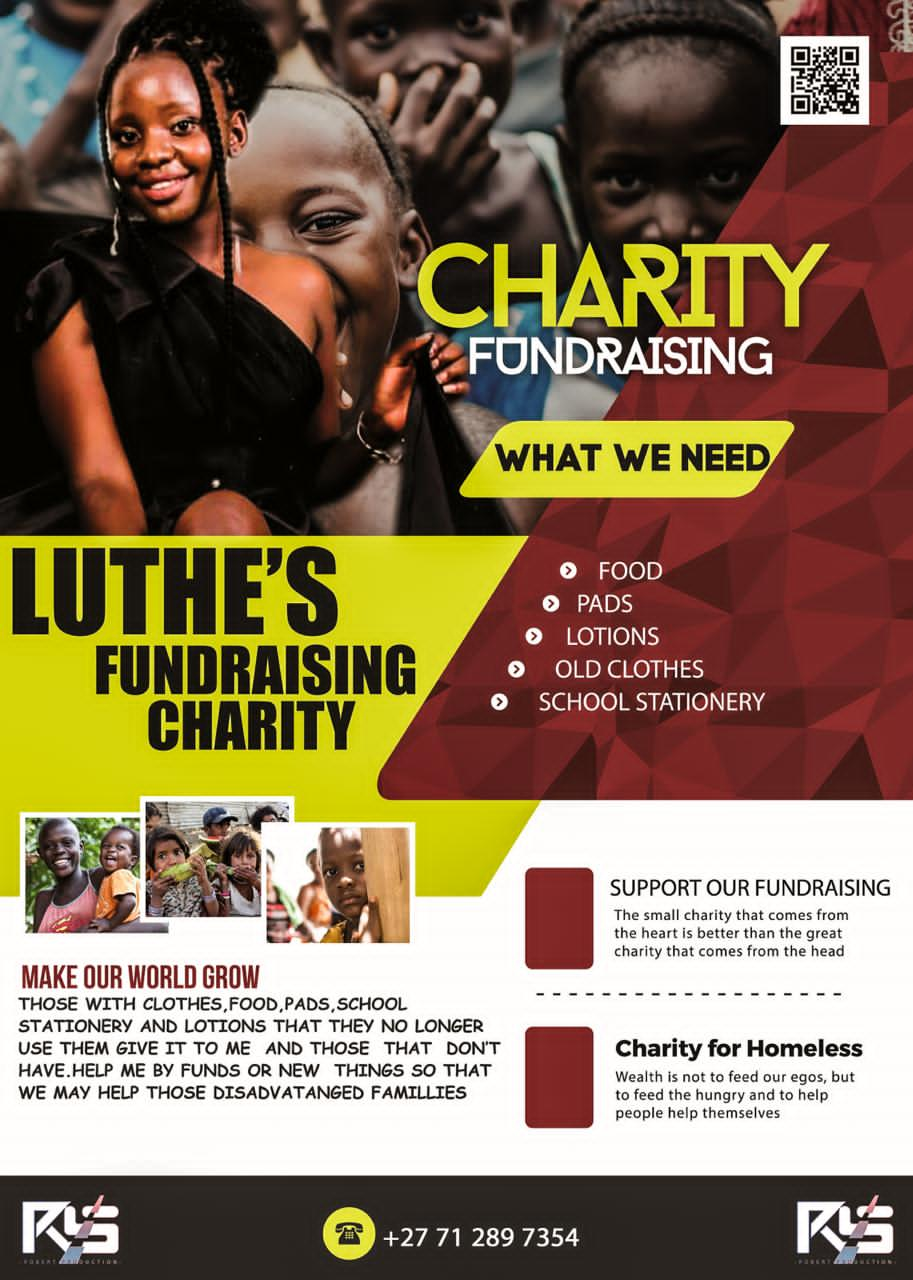 CHARITY
FUNDRAISING
WHAT WE NEED
FOOD
PADS
LOTIONS
OLD CLOTHES
SCHOOL STATIONERY
LUTHE'S
FUNDRAISING
CHARITY
MAKE OUR WORLD GROW
THOSE WITH CLOTHES,FOOD,PADS,SCHOOL
STATIONERY AND LOTIONS THAT THEY NO LONGER
USE THEM GIVE IT TO ME AND THOSE THAT DON'T
HAVE.HELP ME BY FUNDS OR NEW THINGS SO THAT
WE MAY HELP THOSE DISADVATANGED FAMILLIES
SUPPORT OUR FUNDRAISING
The small charity that comes from
the heart is better than the great
charity that comes from the head
Charity for Homeless
Wealth is not to feed our egos, but
to feed the hungry and to help
people help themselves
+27 71 289 7354